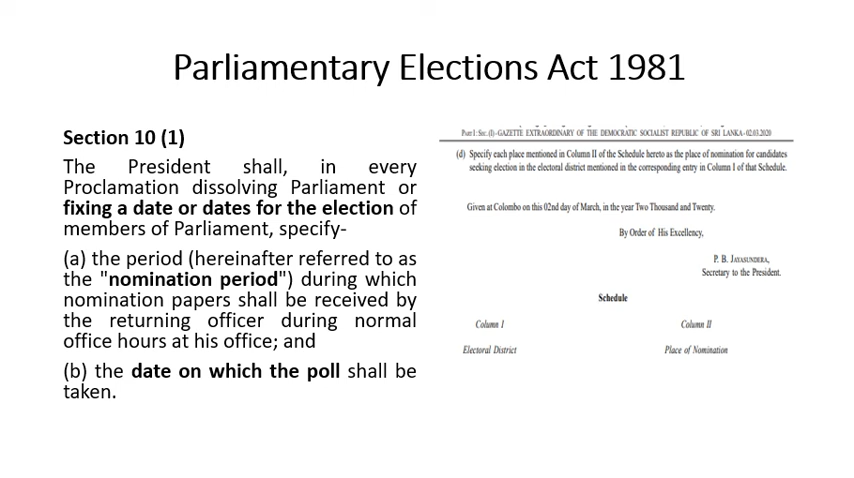 Parliamentary Elections Act 1981
Section 10 (1)
The President shall, in every
Proclamation dissolving Parliament or
fixing a date or dates for the election of
members of Parliament, specify-
(a) the period (hereinafter referred to as
the "nomination period") during which
nomination papers shall be received by
the returning officer during normal
office hours at his office; and
(b) the date on which the poll shall be
taken.
PART I : SEC. (I) - GAZETTE EXTRAORDINARY OF THE DEMOCRATIC SOCIALIST REPUBLIC OF SRI LANKA - 02.03.2020
(d) Specify each place mentioned in Column II of the Schedule hereto as the place of nomination for candidates
seeking election in the electoral district mentioned in the corresponding entry in Column I of that Schedule.
Given at Colombo on this 02nd day of March, in the year Two Thousand and Twenty.
By Order of His Excellency,
P. B. JAYASUNDERA,
Secretary to the President.
Schedule
Column I Column II
Electoral District Place of Nomination